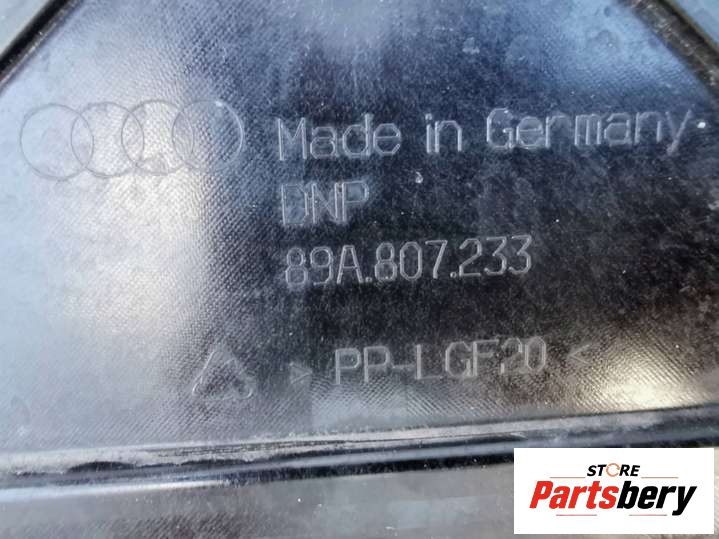 Made in Germany
DNP
89A.807.233
> PP-LGF20 <
STORE
Partsbery